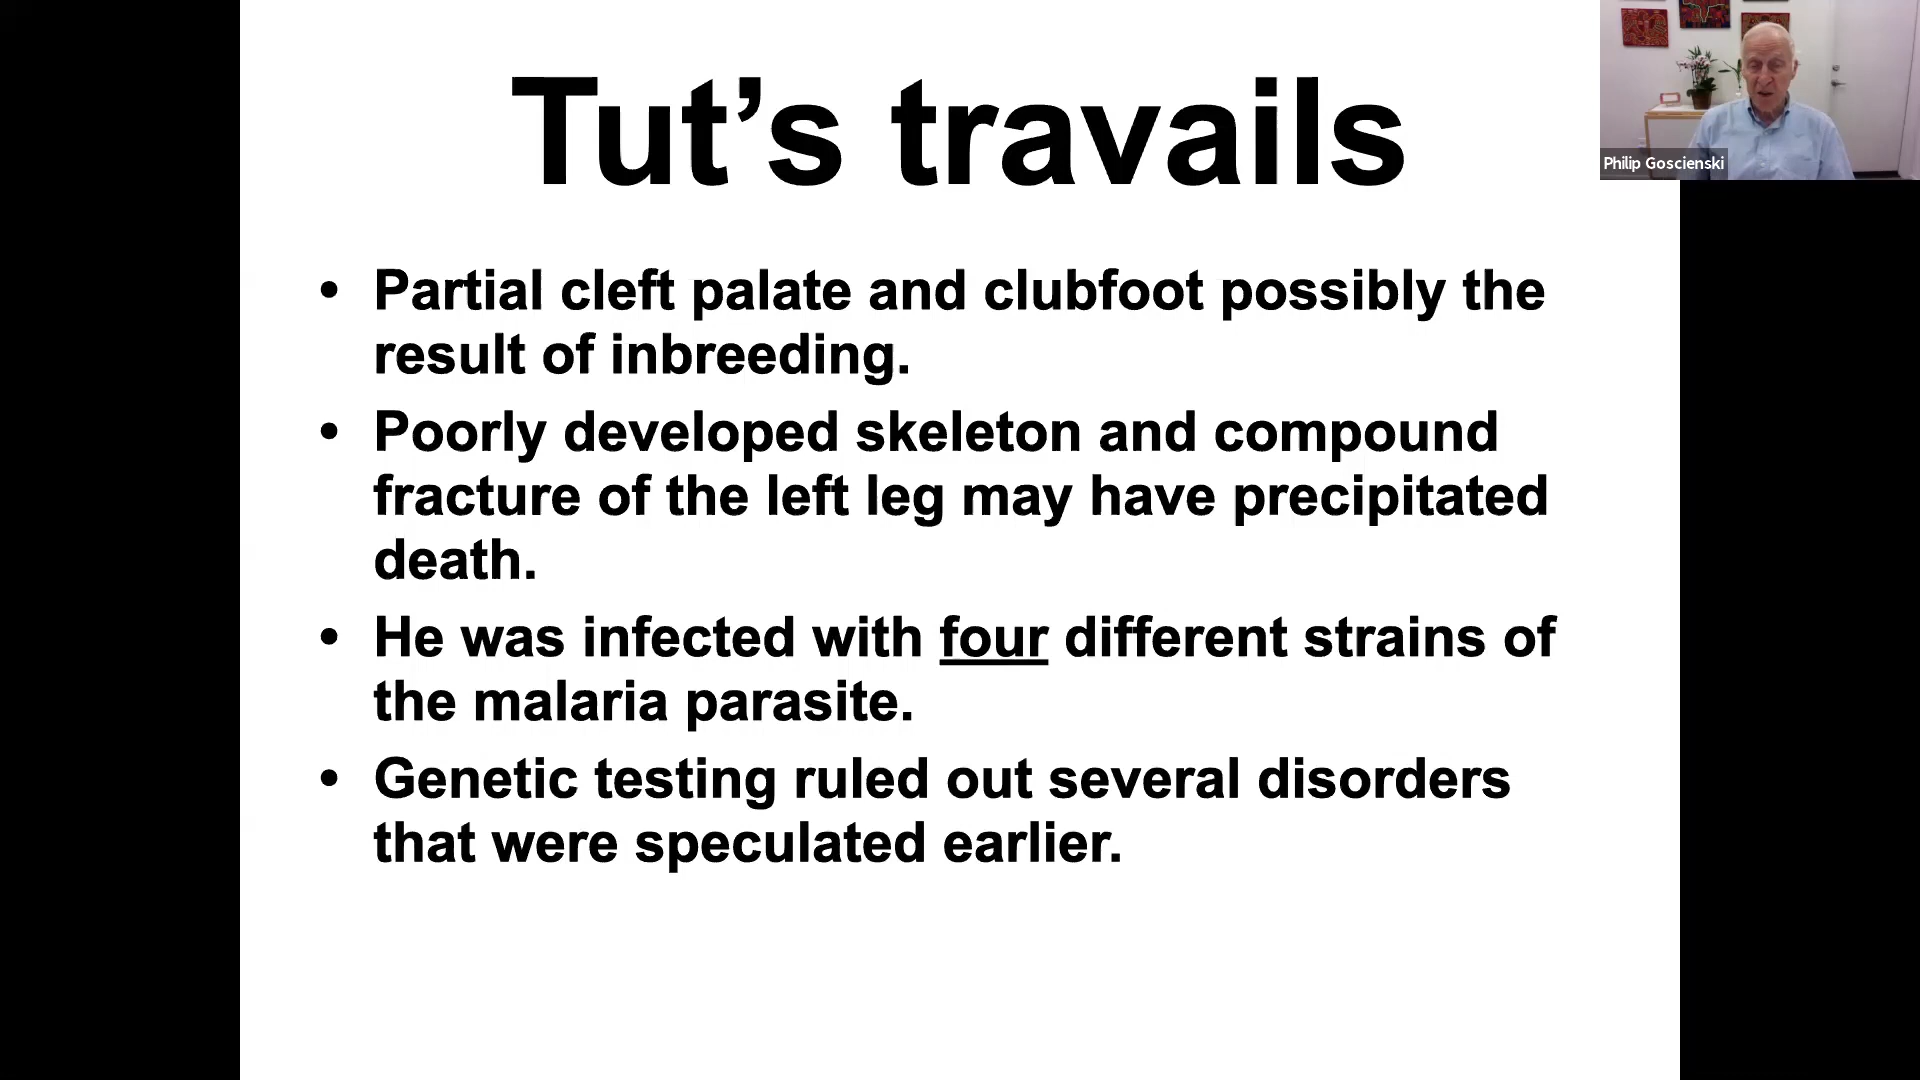 Tut’s travails
Philip Goscienski
• Partial cleft palate and clubfoot possibly the
result of inbreeding.
• Poorly developed skeleton and compound
fracture of the left leg may have precipitated
death.
• He was infected with four different strains of
the malaria parasite.
• Genetic testing ruled out several disorders
that were speculated earlier.